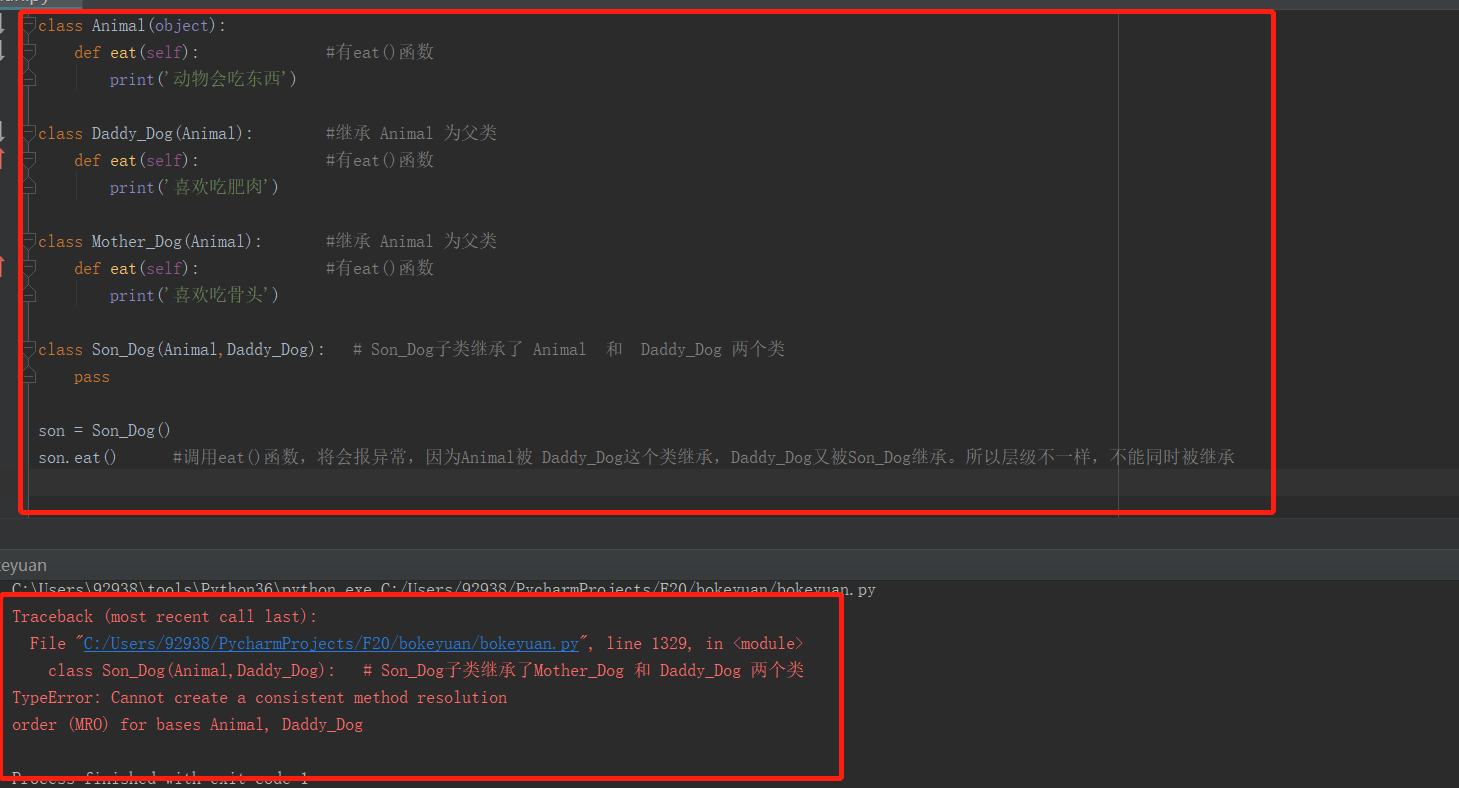 class Animal(object):
def eat(self): #有eat()函数
print('动物会吃东西')
class Daddy_Dog(Animal): #继承 Animal 为父类
def eat(self): #有eat()函数
print('喜欢吃肥肉')
class Mother_Dog(Animal): #继承 Animal 为父类
def eat(self): #有eat()函数
print('喜欢吃骨头')
class Son_Dog(Animal,Daddy_Dog): # Son_Dog子类继承了 Animal 和 Daddy_Dog 两个类
pass
son = Son_Dog()
son.eat() #调用eat()函数，将会报异常，因为Animal被 Daddy_Dog这个类继承，Daddy_Dog又被Son_Dog继承。所以层级不一样，不能同时被继承
keyuan
C:\Users\92938\tools\Python36\python.exe C:/Users/92938/PycharmProjects/F20/bokeyuan/bokeyuan.py
Traceback (most recent call last):
File "C:/Users/92938/PycharmProjects/F20/bokeyuan/bokeyuan.py", line 1329, in <module>
class Son_Dog(Animal,Daddy_Dog): # Son_Dog子类继承了Mother_Dog 和 Daddy_Dog 两个类
TypeError: Cannot create a consistent method resolution
order (MRO) for bases Animal, Daddy_Dog
Process finished with exit code 1